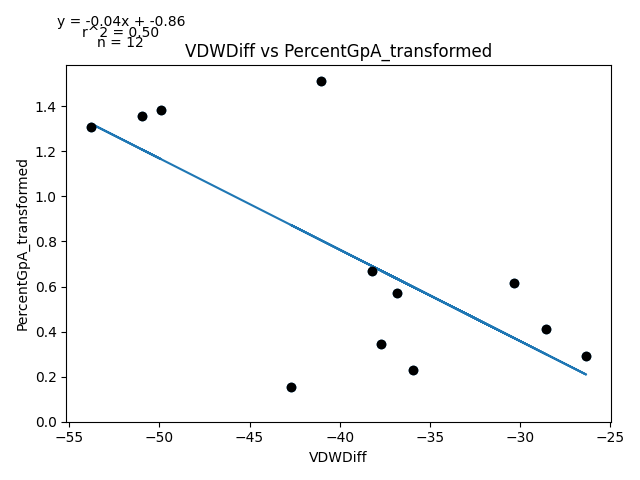 y = -0.04x + -0.86
r^2 = 0.50
n = 12
VDWDiff vs PercentGpA_transformed
PercentGpA_transformed
1.4
1.2
1.0
0.8
0.6
0.4
0.2
0.0
−55 −50 −45 −40 −35 −30 −25
VDWDiff